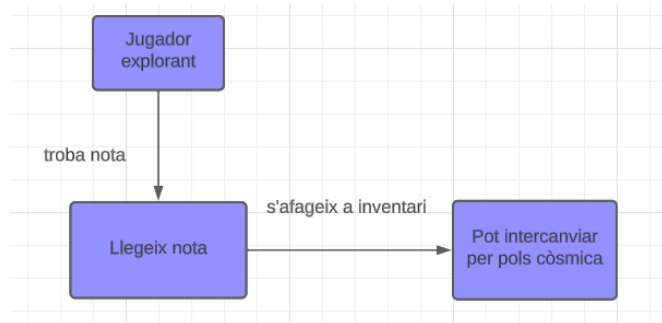 Jugador
explorant
troba nota
s'afageix a inventari
Llegeix nota
Pot intercanviar
per pols còsmica